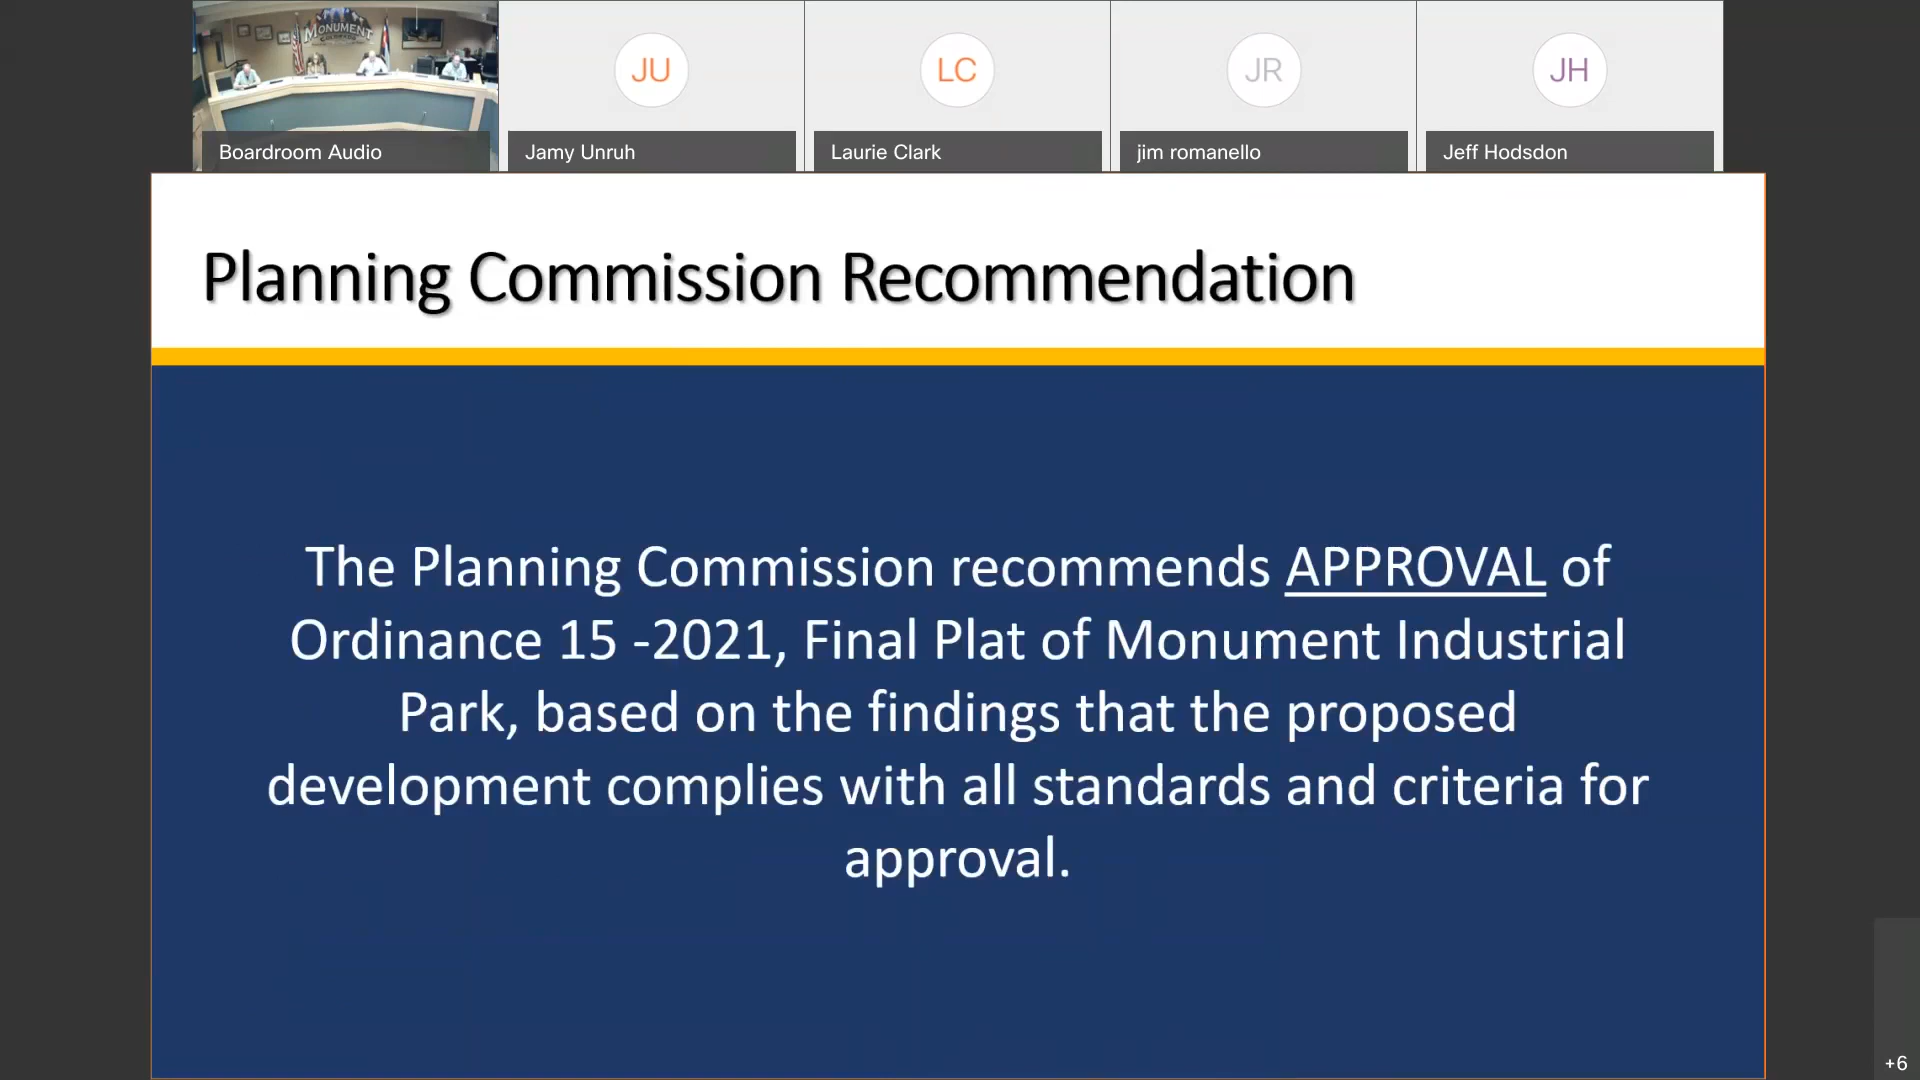 MONUMENT
JU
LC
JR
JH
Boardroom Audio
Jamy Unruh
Laurie Clark
jim romanello
Jeff Hodsdon
Planning Commission Recommendation
The Planning Commission recommends APPROVAL of
Ordinance 15 -2021, Final Plat of Monument Industrial
Park, based on the findings that the proposed
development complies with all standards and criteria for
approval.
+6